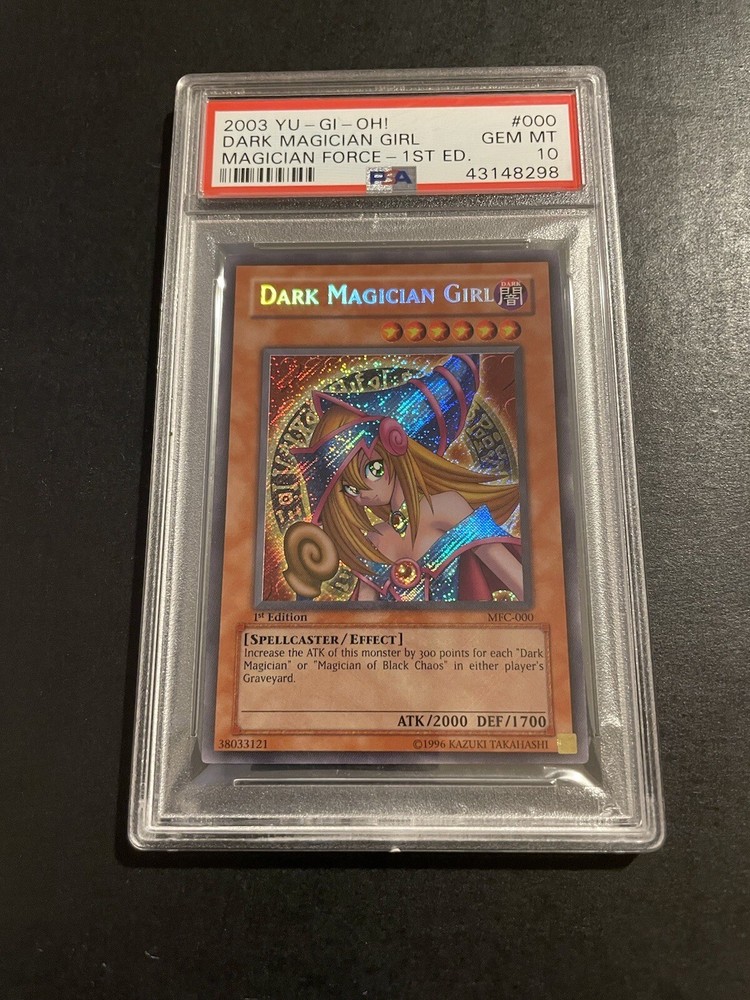 2003 YU-GI-OH! #000
DARK MAGICIAN GIRL GEM MT
MAGICIAN FORCE-1ST ED. 10
PSA 43148298
DARK MAGICIAN GIRL
DARK
闇
1st Edition MFC-000
[SPELLCASTER/EFFECT]
Increase the ATK of this monster by 300 points for each "Dark
Magician" or "Magician of Black Chaos" in either player's
Graveyard.
ATK/2000 DEF/1700
38033121 ©1996 KAZUKI TAKAHASHI